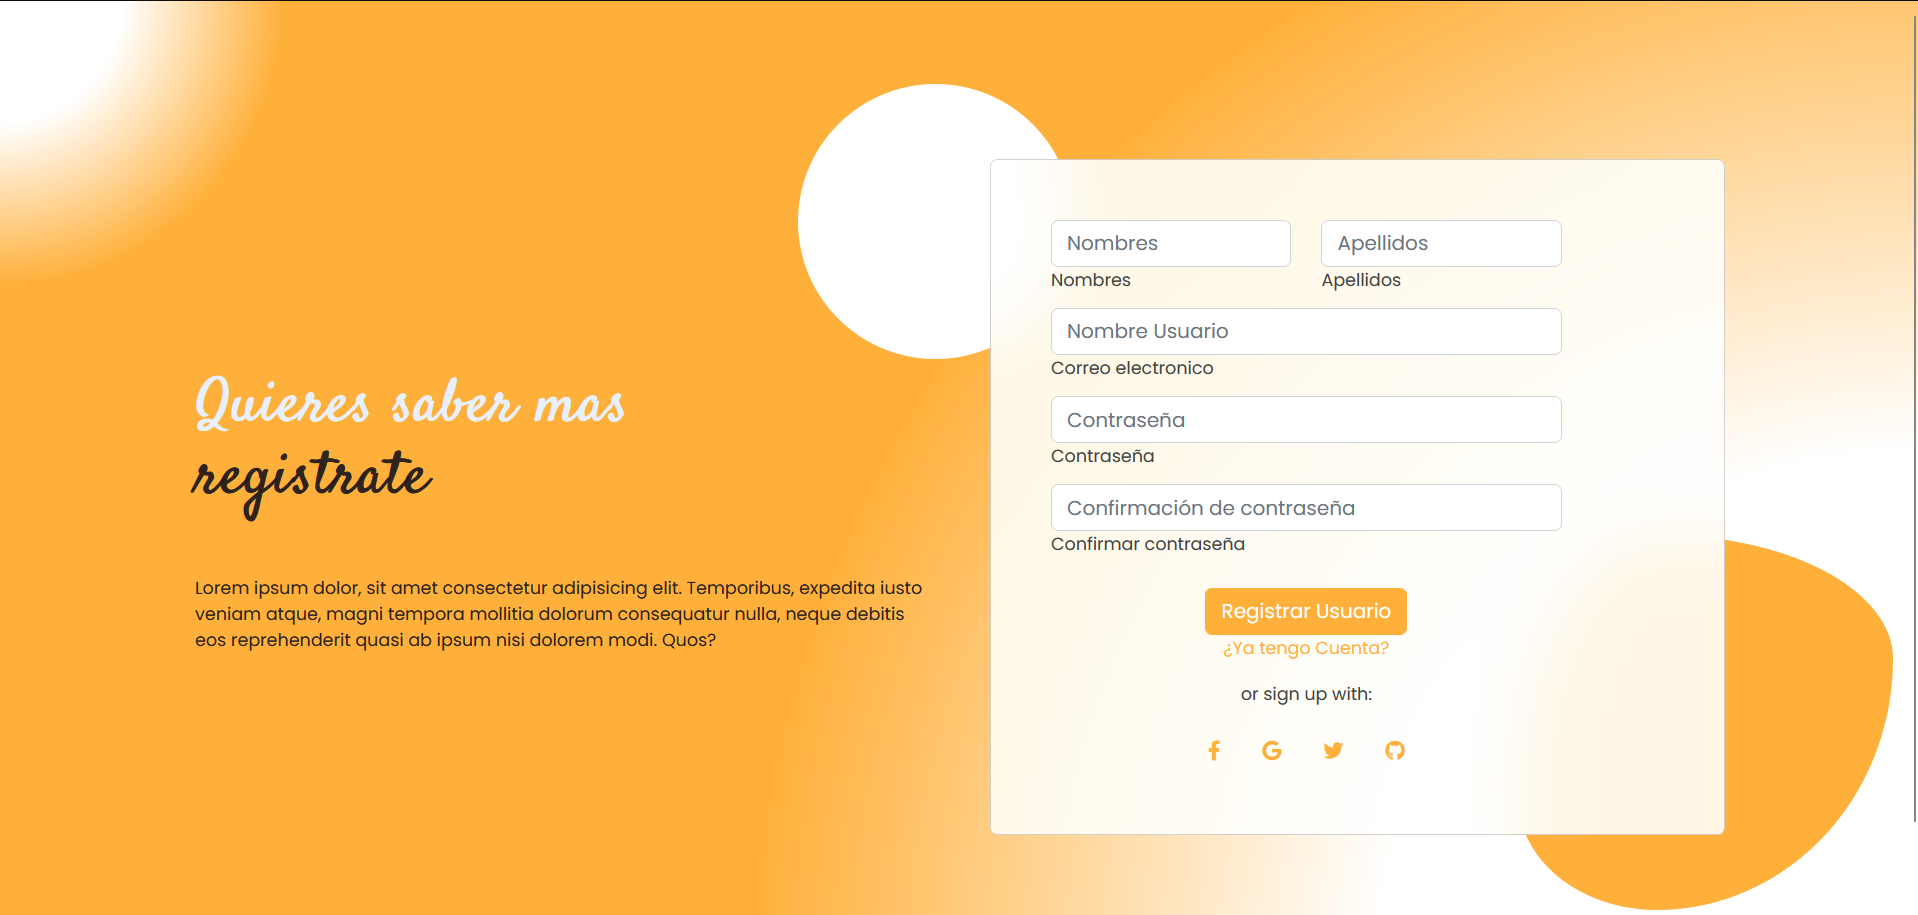 Quieres saber mas
registrate
Lorem ipsum dolor, sit amet consectetur adipisicing elit. Temporibus, expedita iusto
veniam atque, magni tempora mollitia dolorum consequatur nulla, neque debitis
eos reprehenderit quasi ab ipsum nisi dolorem modi. Quos?
Nombres Apellidos
Nombres Apellidos
Nombre Usuario
Correo electronico
Contraseña
Contraseña
Confirmación de contraseña
Confirmar contraseña
Registrar Usuario
¿Ya tengo Cuenta?
or sign up with: